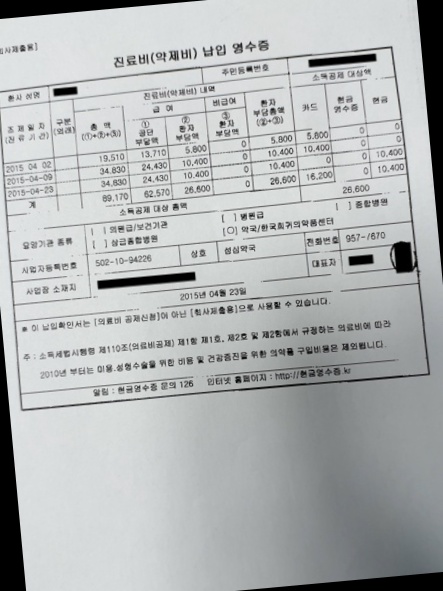 [회사제출용]
진료비(약제비) 납입 영수증
환자 성명 주민등록번호
진료비(약제비) 내역 소득공제 대상액
조 제 일 자 (진 료 기 간) 구분 (외래) 총 액 (①+②+③) 급 여 ① 공단 부담액 ② 환자 부담액 비급여 ③ 환자 부담액 환자 부담총액 (②+③) 카드 현금 영수증 현금
2015-04-02 19,510 13,710 5,800 0 5,800 5,800 0 0
2015-04-09 34,830 24,430 10,400 0 10,400 10,400 0 0
2015-04-23 34,830 24,430 10,400 0 10,400 0 0 10,400
계 89,170 62,570 26,600 0 26,600 16,200 0 10,400
소득공제 대상 총액 26,600
요양기관 종류 [ ] 의원급/보건기관 [ ] 병원급 [ ] 종합병원
[ ] 상급종합병원 [○] 약국/한국희귀의약품센터
사업자등록번호 502-10-94226 상호 성심약국 전화번호 957-/670
사업장 소재지 대표자
2015년 04월 23일
※ 이 납입확인서는 [의료비 공제신청]이 아닌 [회사제출용]으로 사용할 수 있습니다.
주 : 소득세법시행령 제110조(의료비공제) 제1항 제1호, 제2호 및 제2항에서 규정하는 의료비에 따라
2010년 부터는 미용.성형수술을 위한 비용 및 건강증진을 위한 의약품 구입비용은 제외됩니다.
알림 : 현금영수증 문의 126 인터넷 홈페이지 : http://현금영수증.kr